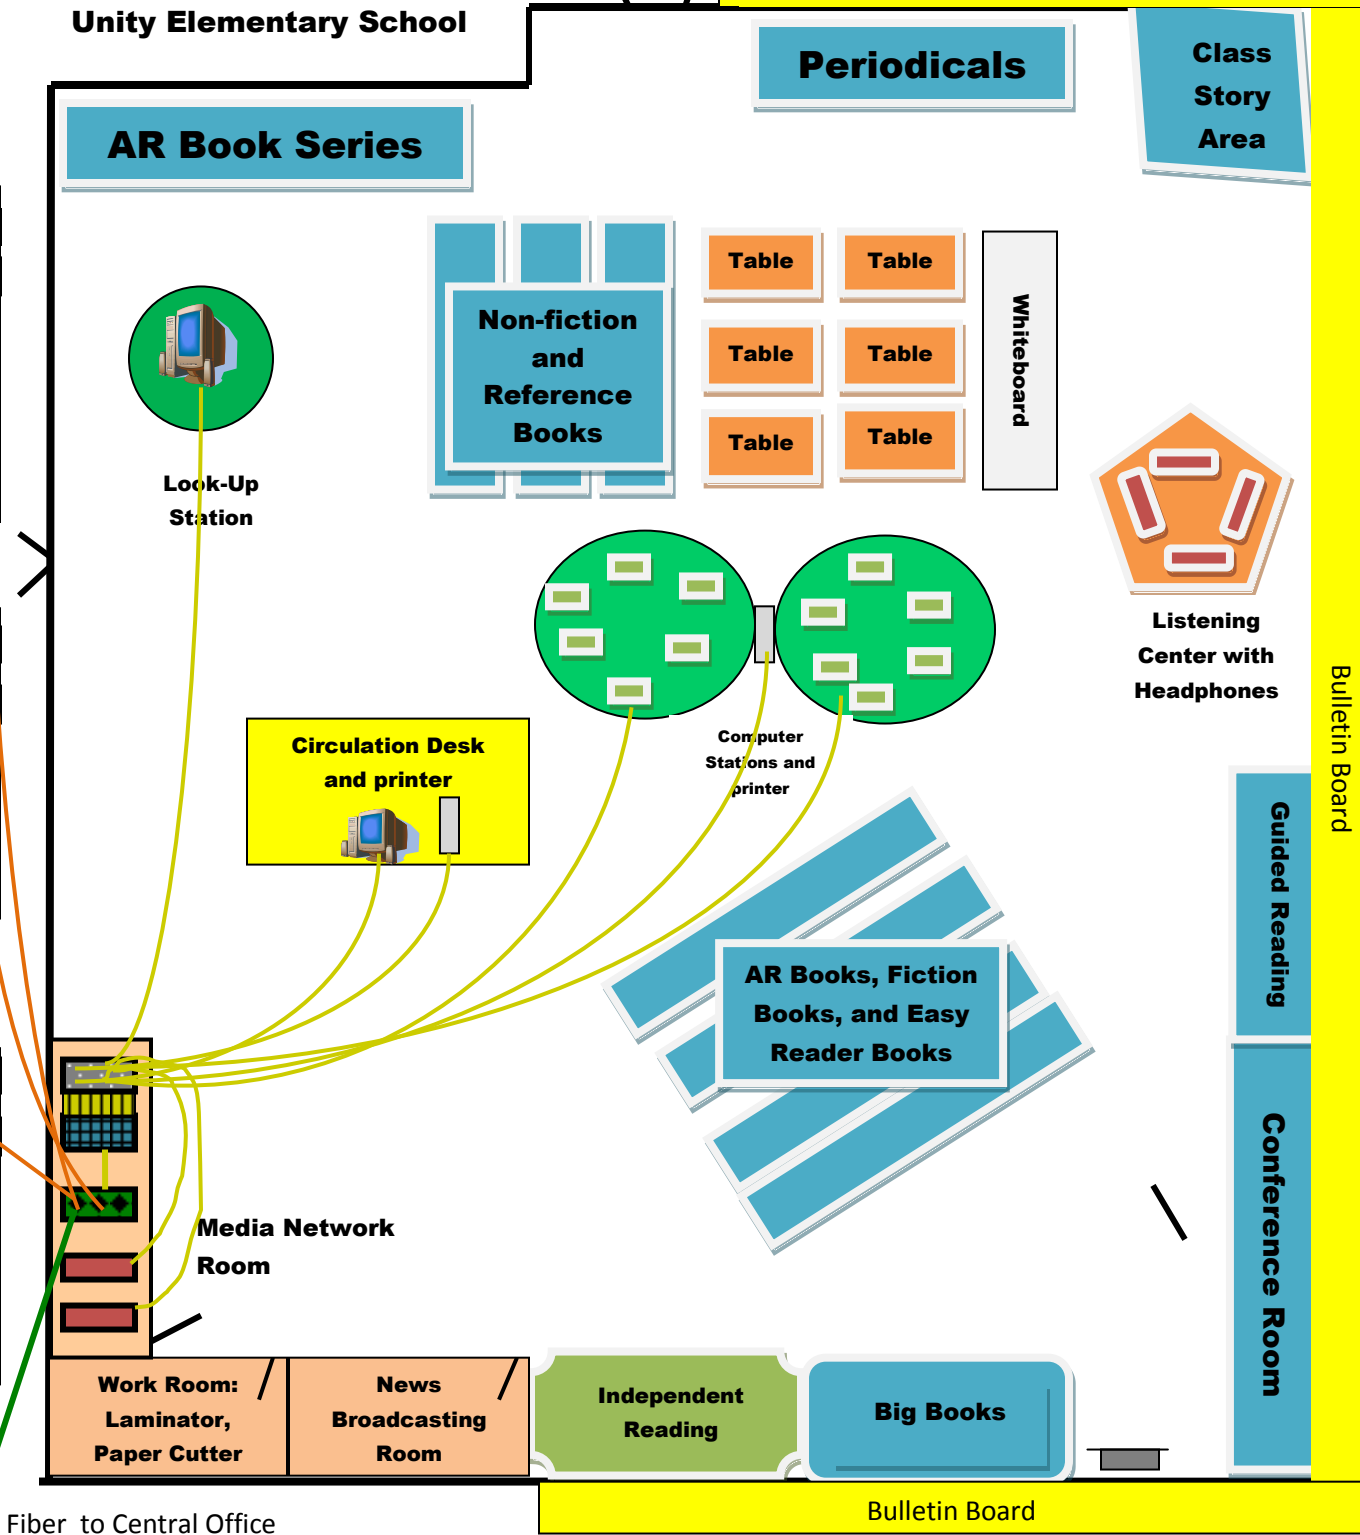 Unity Elementary School
Periodicals
Class
Story
Area
AR Book Series
Table
Table
Non-fiction
and
Reference
Books
Table
Table
Table
Table
Whiteboard
Look-Up
Station
Listening
Center with
Headphones
Bulletin Board
Circulation Desk
and printer
Computer
Stations and
printer
Guided Reading
AR Books, Fiction
Books, and Easy
Reader Books
Conference Room
Media Network
Room
Work Room:
Laminator,
Paper Cutter
News
Broadcasting
Room
Independent
Reading
Big Books
Bulletin Board
Fiber to Central Office